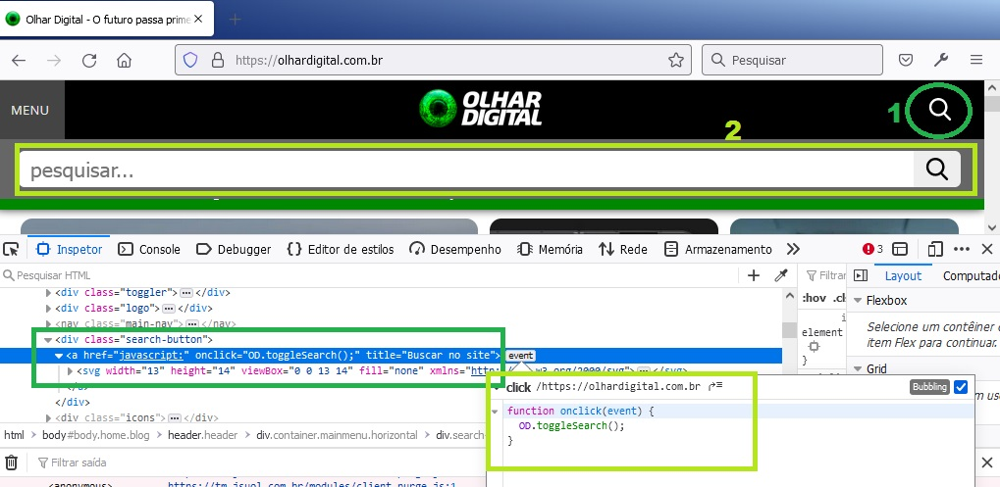 Olhar Digital - O futuro passa prime
https://olhardigital.com.br
Pesquisar
MENU
OLHAR
DIGITAL
1
2
pesquisar...
Inspetor
Console
Debugger
Editor de estilos
Desempenho
Memória
Rede
Armazenamento
3
Pesquisar HTML
Filtrar
Layout
Computado
<div class="toggler"> </div>
<div class="logo"> </div>
<nav class="main-nav"> </nav>
<div class="search-button">
<a href="javascript:" onclick="OD.toggleSearch();" title="Buscar no site"> event
<svg width="13" height="14" viewBox="0 0 13 14" fill="none" xmlns="http:
w3.org/2000/svg"> </svg>
</div>
<div class="icons"> </div>
:hov .cl
element
}
Flexbox
Selecione um contêiner
item Flex para continuar.
Grid
html
body#body.home.blog
header.header
div.container.mainmenu.horizontal
div.search
click /https://olhardigital.com.br
Bubbling
function onclick(event) {
OD.toggleSearch();
}
Filtrar saída
<anonymous>
https://tm.jsuol.com.br/modules/client purge.js:1